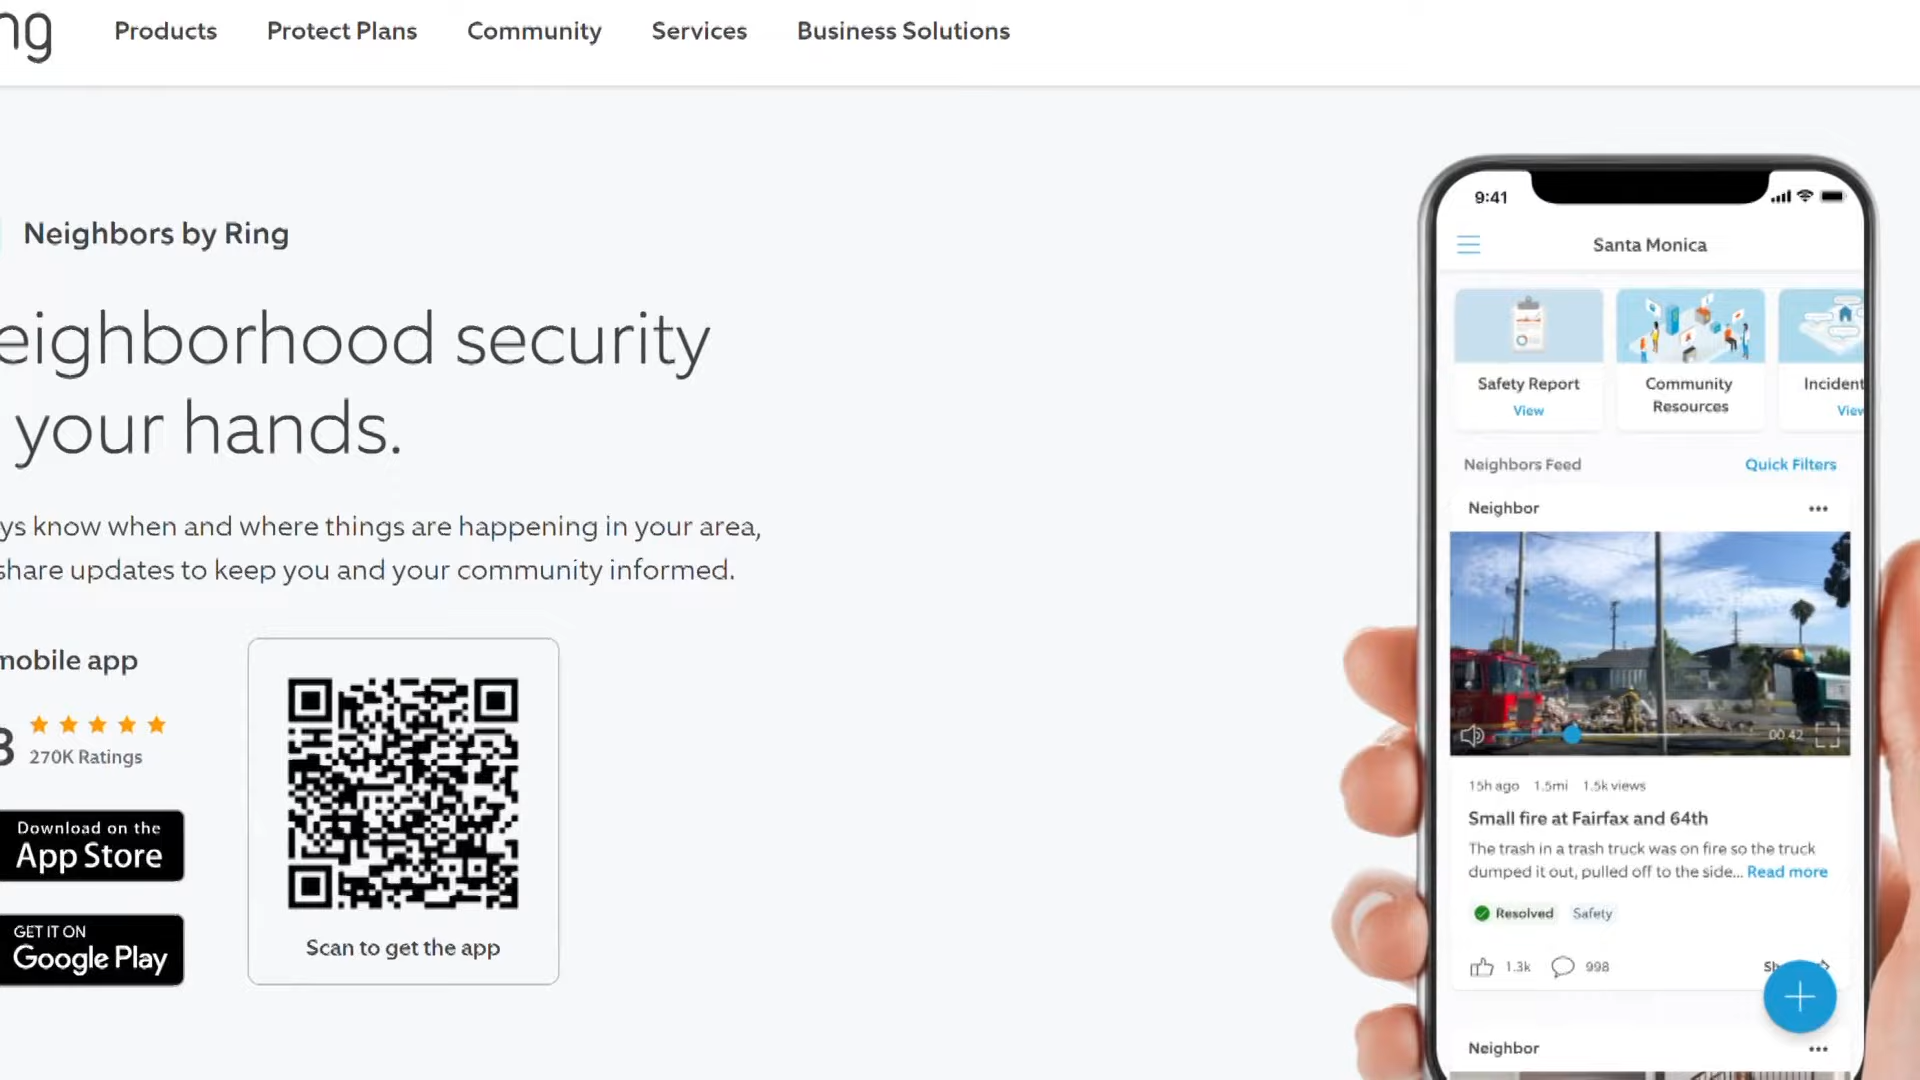 ng
Products
Protect Plans
Community
Services
Business Solutions
Neighbors by Ring
eighborhood security
your hands.
ys know when and where things are happening in your area,
share updates to keep you and your community informed.
mobile app
270K Ratings
Download on the
App Store
GET IT ON
Google Play
Scan to get the app
9:41
Santa Monica
Safety Report
View
Community
Resources
Incident
View
Neighbors Feed
Quick Filters
Neighbor
00:42
15h ago 1.5mi 1.5k views
Small fire at Fairfax and 64th
The trash in a trash truck was on fire so the truck
dumped it out, pulled off to the side... Read more
Resolved
Safety
1.3k
998
Neighbor